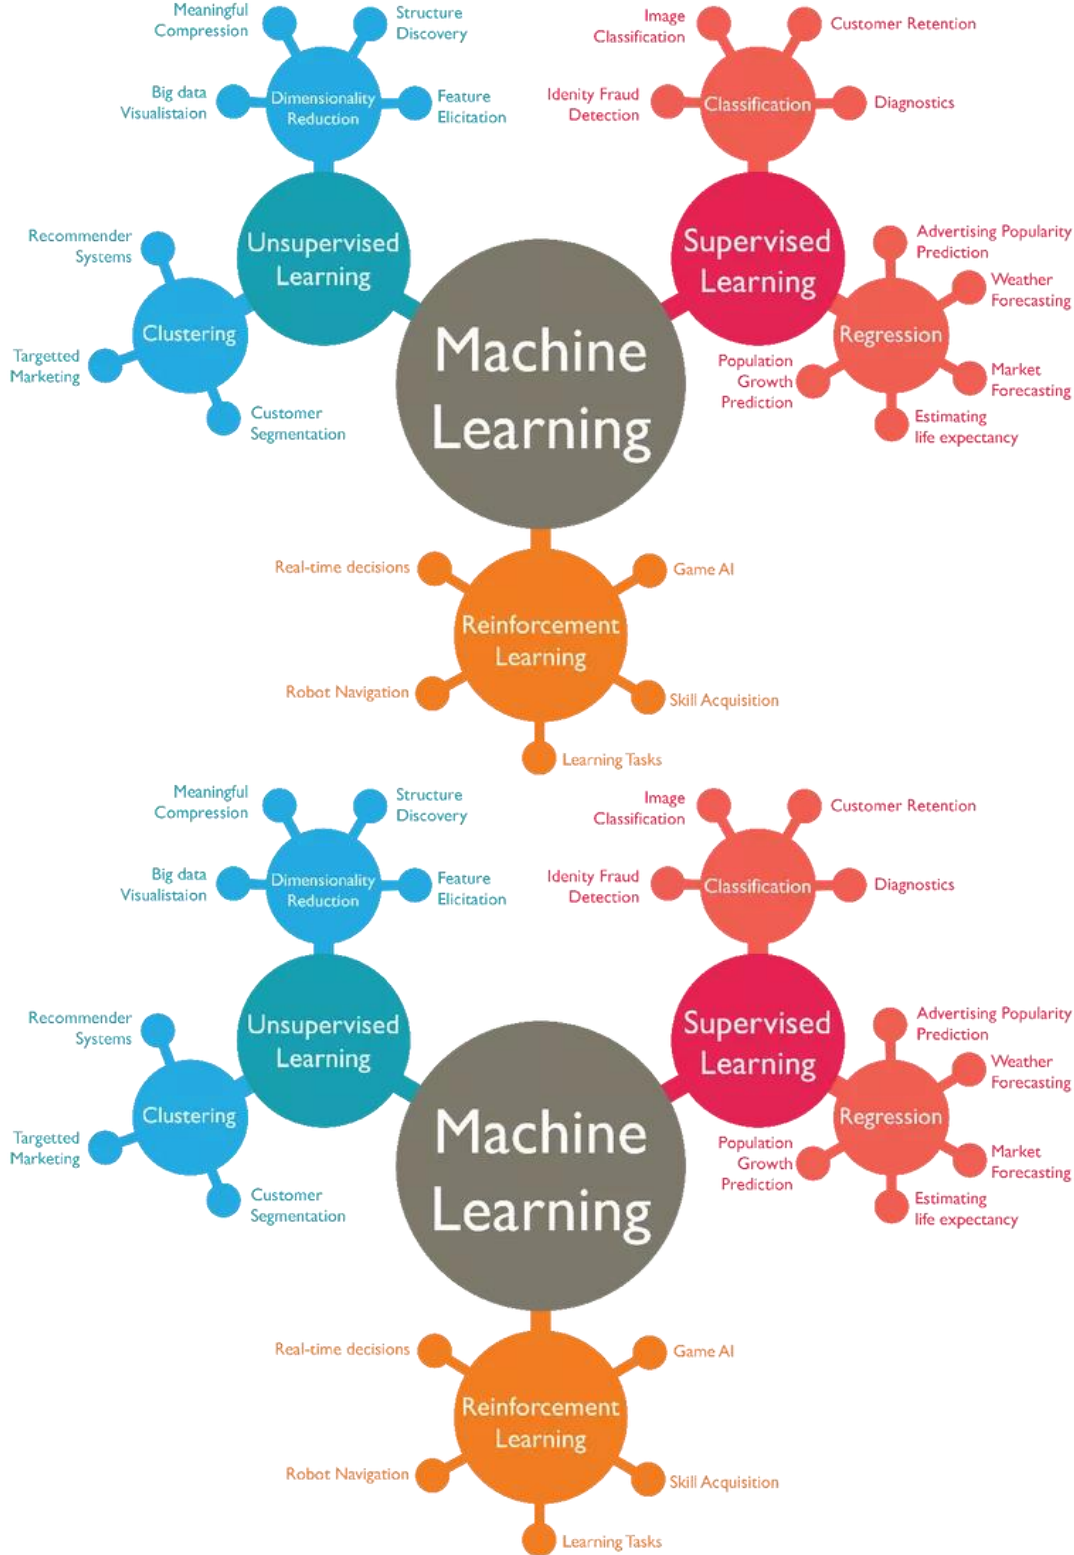 Meaningful
Compression
Structure
Discovery
Big data
Visualistaion
Dimensionality
Reduction
Feature
Elicitation
Image
Classification
Customer Retention
Idenity Fraud
Detection
Classification
Diagnostics
Unsupervised
Learning
Supervised
Learning
Recommender
Systems
Clustering
Targetted
Marketing
Customer
Segmentation
Machine
Learning
Advertising Popularity
Prediction
Weather
Forecasting
Regression
Population
Growth
Prediction
Market
Forecasting
Estimating
life expectancy
Real-time decisions
Game AI
Reinforcement
Learning
Robot Navigation
Skill Acquisition
Learning Tasks
Meaningful
Compression
Structure
Discovery
Big data
Visualistaion
Dimensionality
Reduction
Feature
Elicitation
Image
Classification
Customer Retention
Idenity Fraud
Detection
Classification
Diagnostics
Unsupervised
Learning
Supervised
Learning
Recommender
Systems
Clustering
Targetted
Marketing
Customer
Segmentation
Machine
Learning
Advertising Popularity
Prediction
Weather
Forecasting
Regression
Population
Growth
Prediction
Market
Forecasting
Estimating
life expectancy
Real-time decisions
Game AI
Reinforcement
Learning
Robot Navigation
Skill Acquisition
Learning Tasks